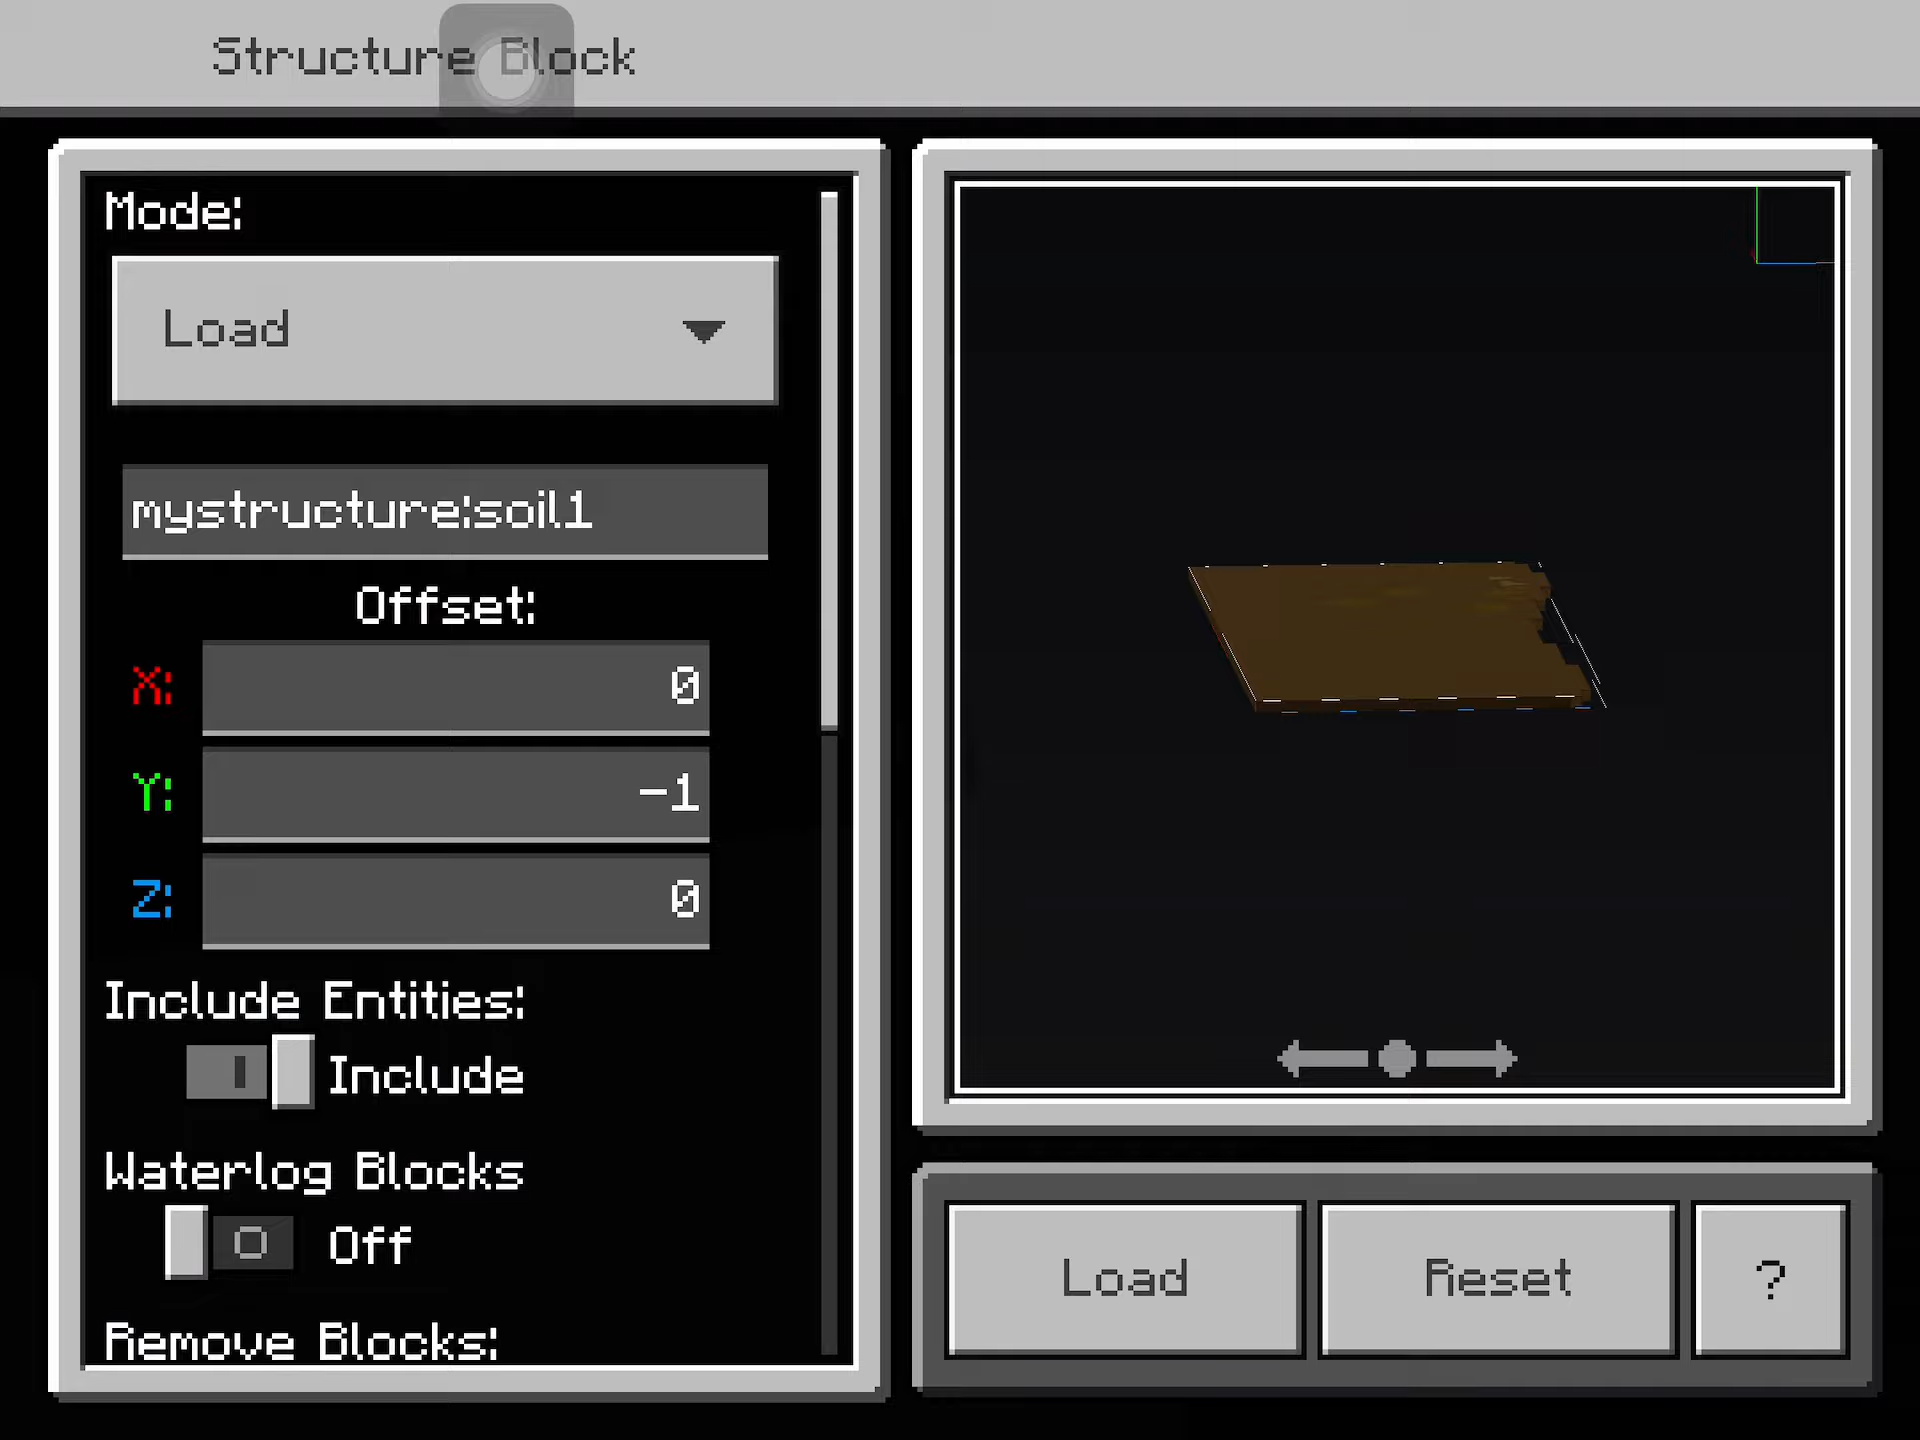 Structure Block
Mode:
Load
mystructure:soil1
Offset:
X: 0
Y: -1
Z: 0
Include Entities:
Include
Waterlog Blocks
Off
Remove Blocks:
Load
Reset
?